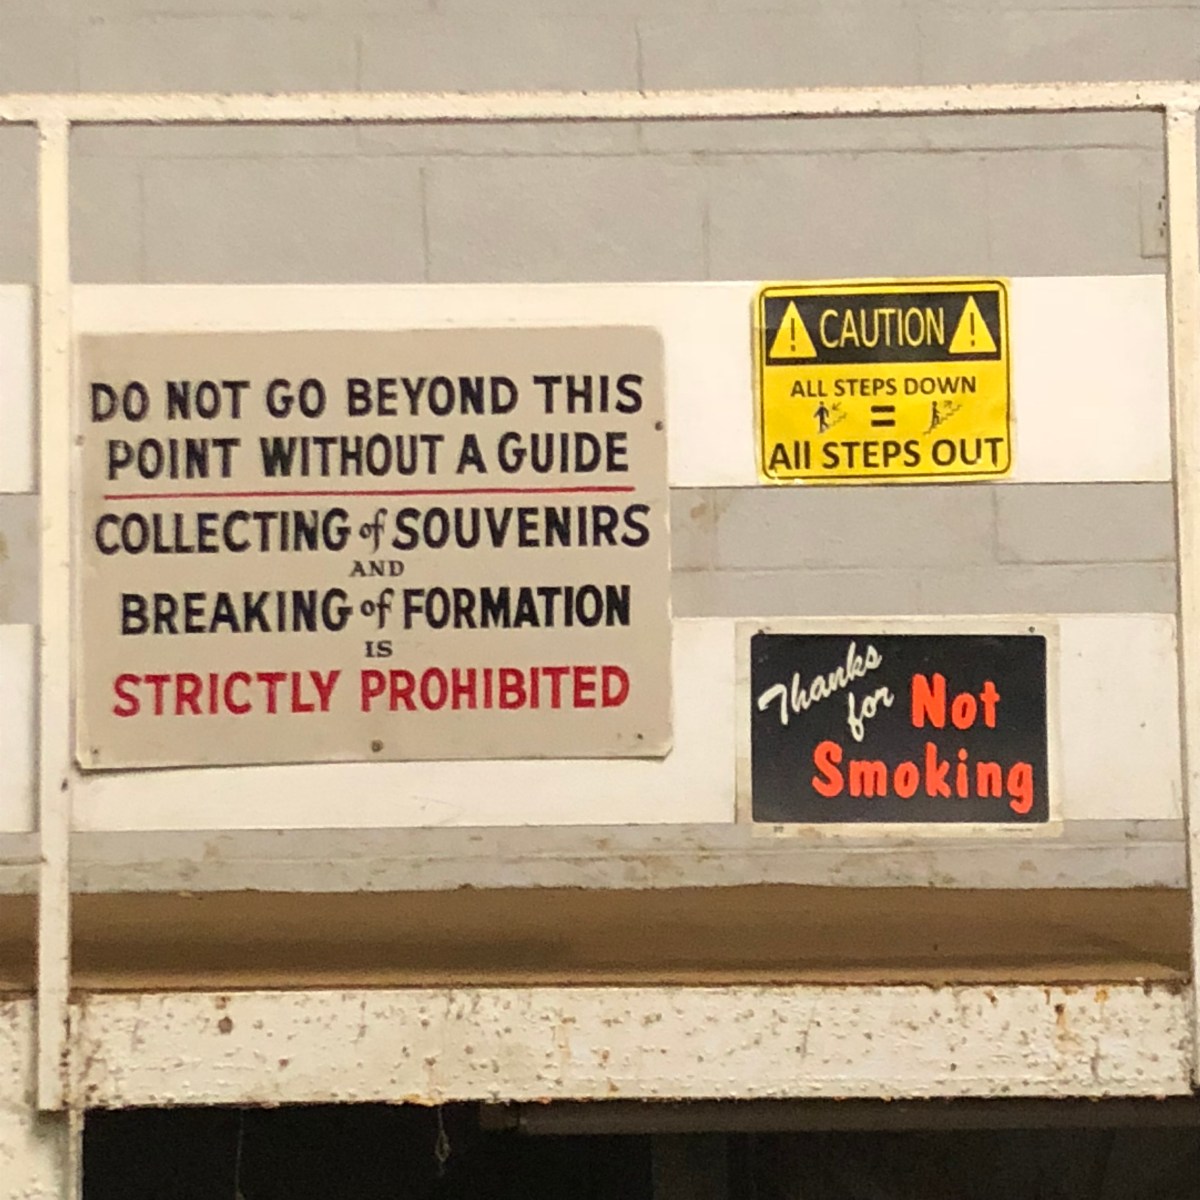 DO NOT GO BEYOND THIS
POINT WITHOUT A GUIDE
COLLECTING of SOUVENIRS
AND
BREAKING of FORMATION
IS
STRICTLY PROHIBITED
CAUTION
ALL STEPS DOWN
=
All STEPS OUT
Thanks
for Not
Smoking